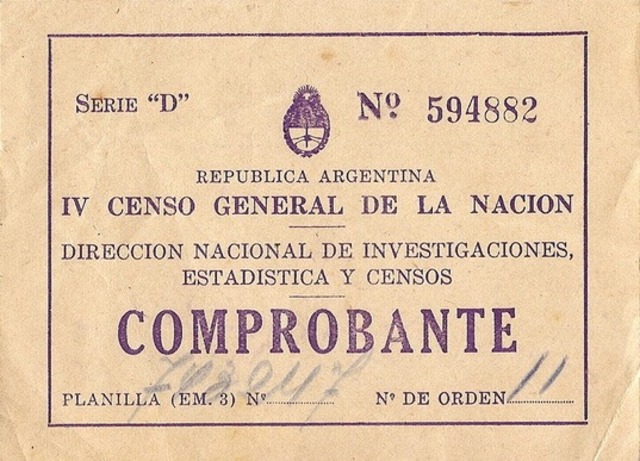 SERIE "D"
Nº 594882
REPUBLICA ARGENTINA
IV CENSO GENERAL DE LA NACION
DIRECCION NACIONAL DE INVESTIGACIONES,
ESTADISTICA Y CENSOS
COMPROBANTE
PLANILLA (EM. 3) Nº
Nº DE ORDEN 11